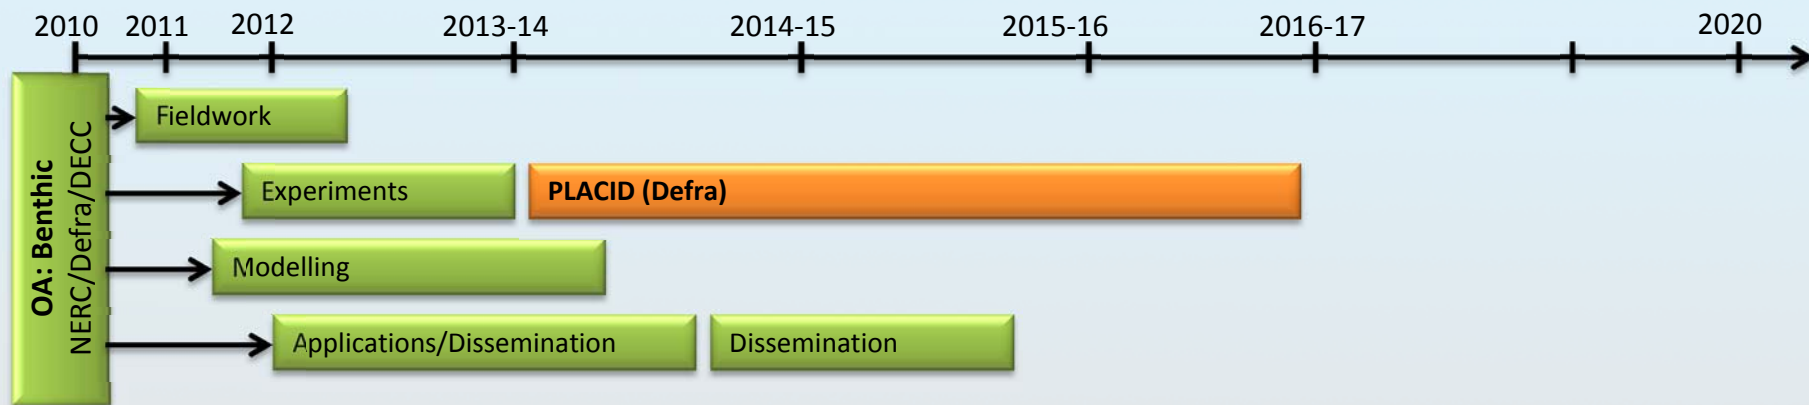 2010 2011 2012 2013-14 2014-15 2015-16 2016-17 2020
OA: Benthic
NERC/Defra/DECC
Fieldwork
Experiments PLACID (Defra)
Modelling
Applications/Dissemination Dissemination